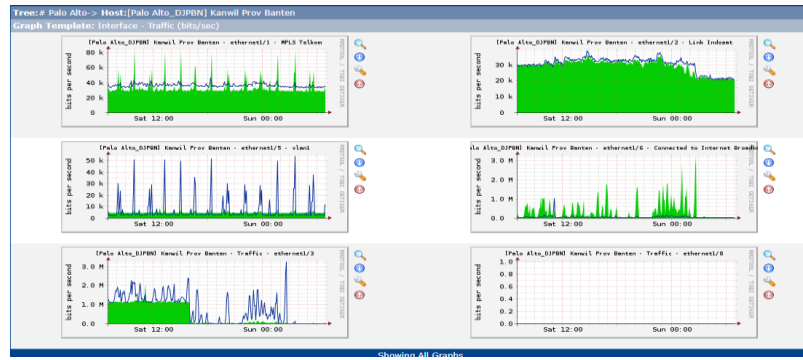 Tree:# Palo Alto-> Host:[Palo Alto_DJPBN] Kanwil Prov Banten
Graph Template: Interface - Traffic (bits/sec)
[Palo Alto_DJPBN] Kanwil Prov Banten - ethernet1/1 - MPLS Telkom
bits per second
80 k
60 k
40 k
20 k
0
Sat 12:00 Sun 00:00
[Palo Alto_DJPBN] Kanwil Prov Banten - ethernet1/2 - Link Indosat
bits per second
30 k
20 k
10 k
0
Sat 12:00 Sun 00:00
[Palo Alto_DJPBN] Kanwil Prov Banten - ethernet1/5 - vlan1
bits per second
50 k
40 k
30 k
20 k
10 k
0
Sat 12:00 Sun 00:00
alo Alto_DJPBN] Kanwil Prov Banten - ethernet1/6 - Connected to Internet Broadb
bits per second
3.0 M
2.0 M
1.0 M
0.0
Sat 12:00 Sun 00:00
[Palo Alto_DJPBN] Kanwil Prov Banten - Traffic - ethernet1/3
bits per second
3.0 M
2.0 M
1.0 M
0.0
Sat 12:00 Sun 00:00
[Palo Alto_DJPBN] Kanwil Prov Banten - Traffic - ethernet1/8
bits per second
1.0
0.8
0.6
0.4
0.2
0.0
Sat 12:00 Sun 00:00
Showing All Graphs